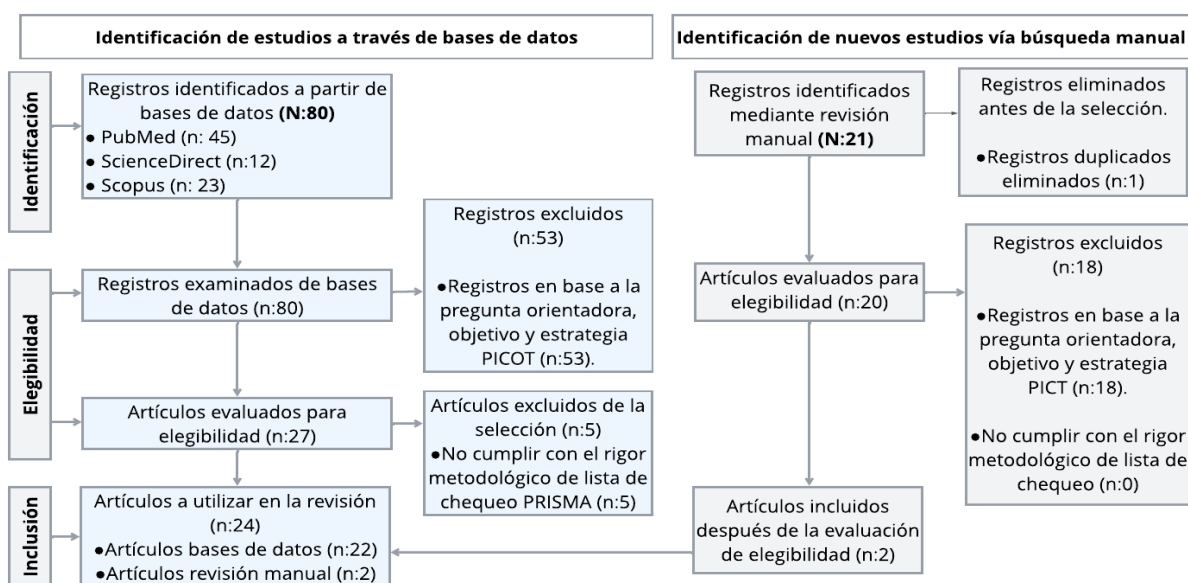 Identificación de estudios a través de bases de datos
Identificación de nuevos estudios vía búsqueda manual
Identificación
Registros identificados a partir de
bases de datos (N:80)
● PubMed (n: 45)
● ScienceDirect (n:12)
● Scopus (n: 23)
Registros identificados
mediante revisión
manual (N:21)
Registros eliminados
antes de la selección.
●Registros duplicados
eliminados (n:1)
Elegibilidad
Registros examinados de bases
de datos (n:80)
Registros excluidos
(n:53)
●Registros en base a la
pregunta orientadora,
objetivo y estrategia
PICOT (n:53).
Artículos evaluados para
elegibilidad (n:20)
Registros excluidos
(n:18)
●Registros en base a la
pregunta orientadora,
objetivo y estrategia
PICT (n:18).
●No cumplir con el rigor
metodológico de lista de
chequeo (n:0)
Artículos evaluados para
elegibilidad (n:27)
Artículos excluidos de la
selección (n:5)
●No cumplir con el rigor
metodológico de lista de
chequeo PRISMA (n:5)
Inclusión
Artículos a utilizar en la revisión
(n:24)
●Artículos bases de datos (n:22)
●Artículos revisión manual (n:2)
Artículos incluidos
después de la evaluación
de elegibilidad (n:2)